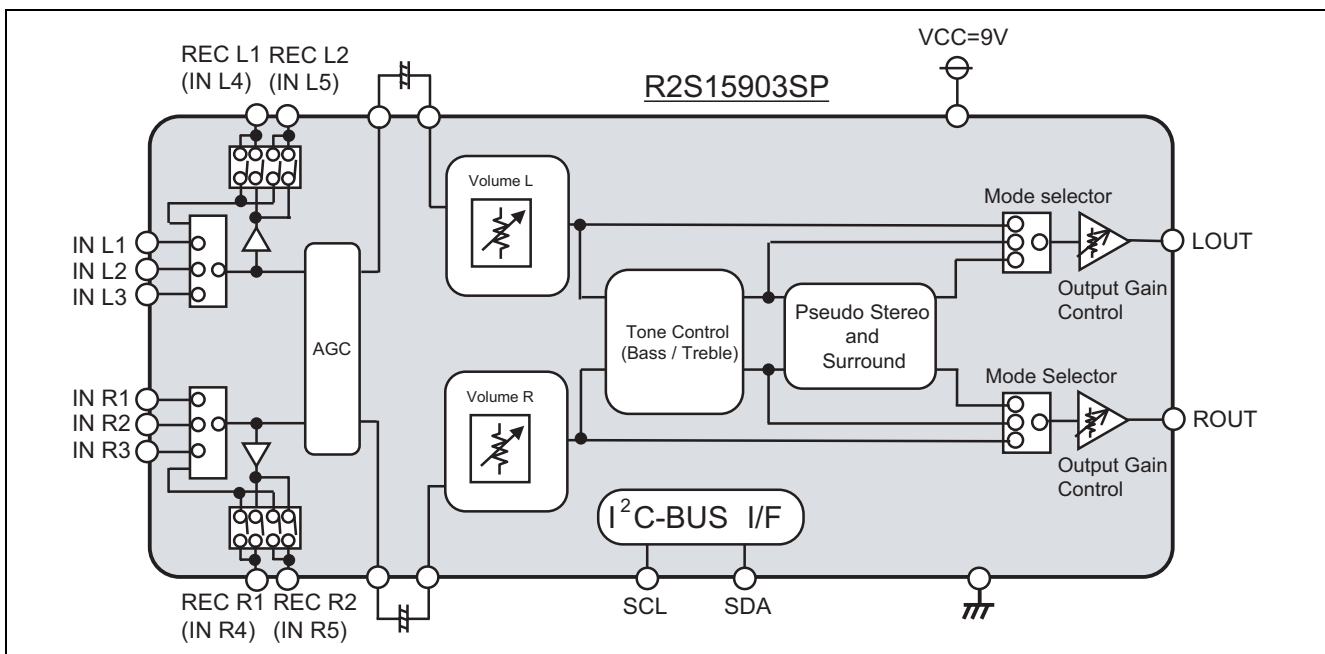 REC L1 REC L2
(IN L4) (IN L5)
R2S15903SP
VCC=9V
Volume L
Mode selector
IN L1
IN L2
IN L3
LOUT
Output Gain
Control
AGC
Tone Control
(Bass / Treble)
Pseudo Stereo
and
Surround
IN R1
IN R2
IN R3
Volume R
Mode Selector
ROUT
Output Gain
Control
I²C-BUS I/F
REC R1 REC R2
(IN R4) (IN R5)
SCL
SDA